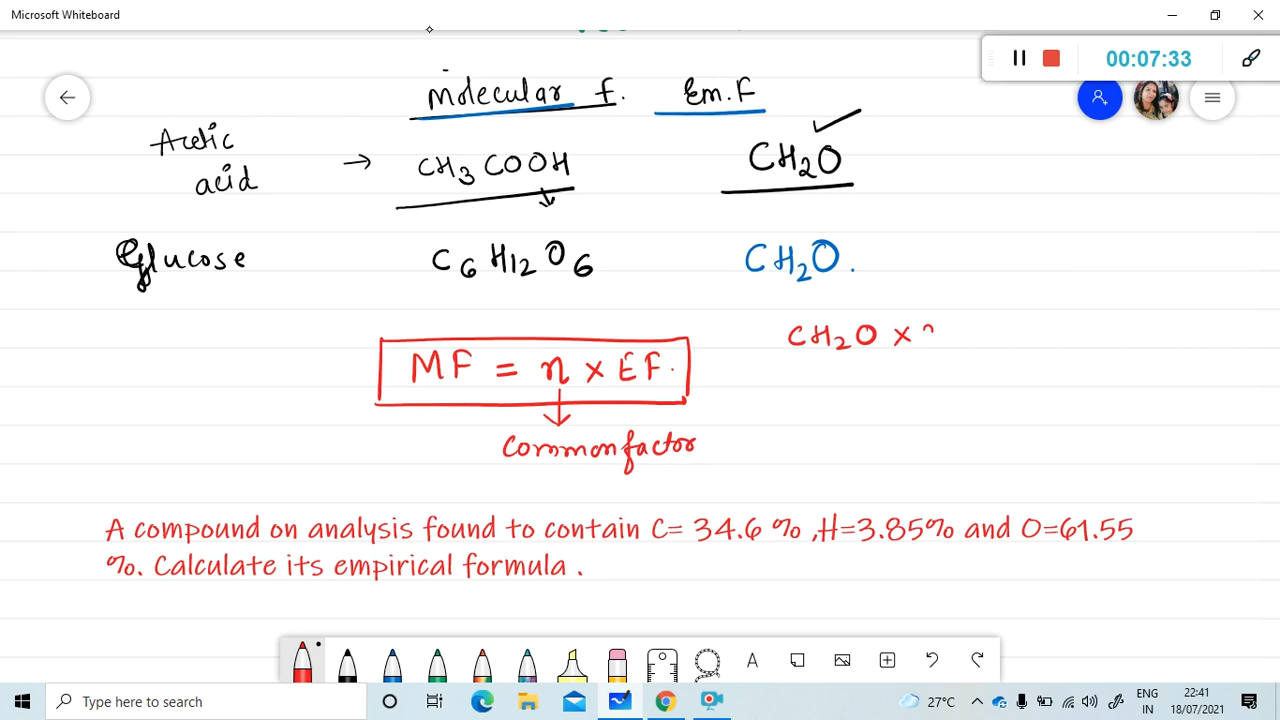 Microsoft Whiteboard
00:07:33
molecular f. Em.F
Acetic acid → CH3COOH CH2O
Glucose C6H12O6 CH2O.
CH2O x
MF = n x EF.
Common factor
A compound on analysis found to contain C= 34.6 % ,H=3.85% and O=61.55
%. Calculate its empirical formula .
A
Type here to search
27°C
ENG
IN
22:41
18/07/2021